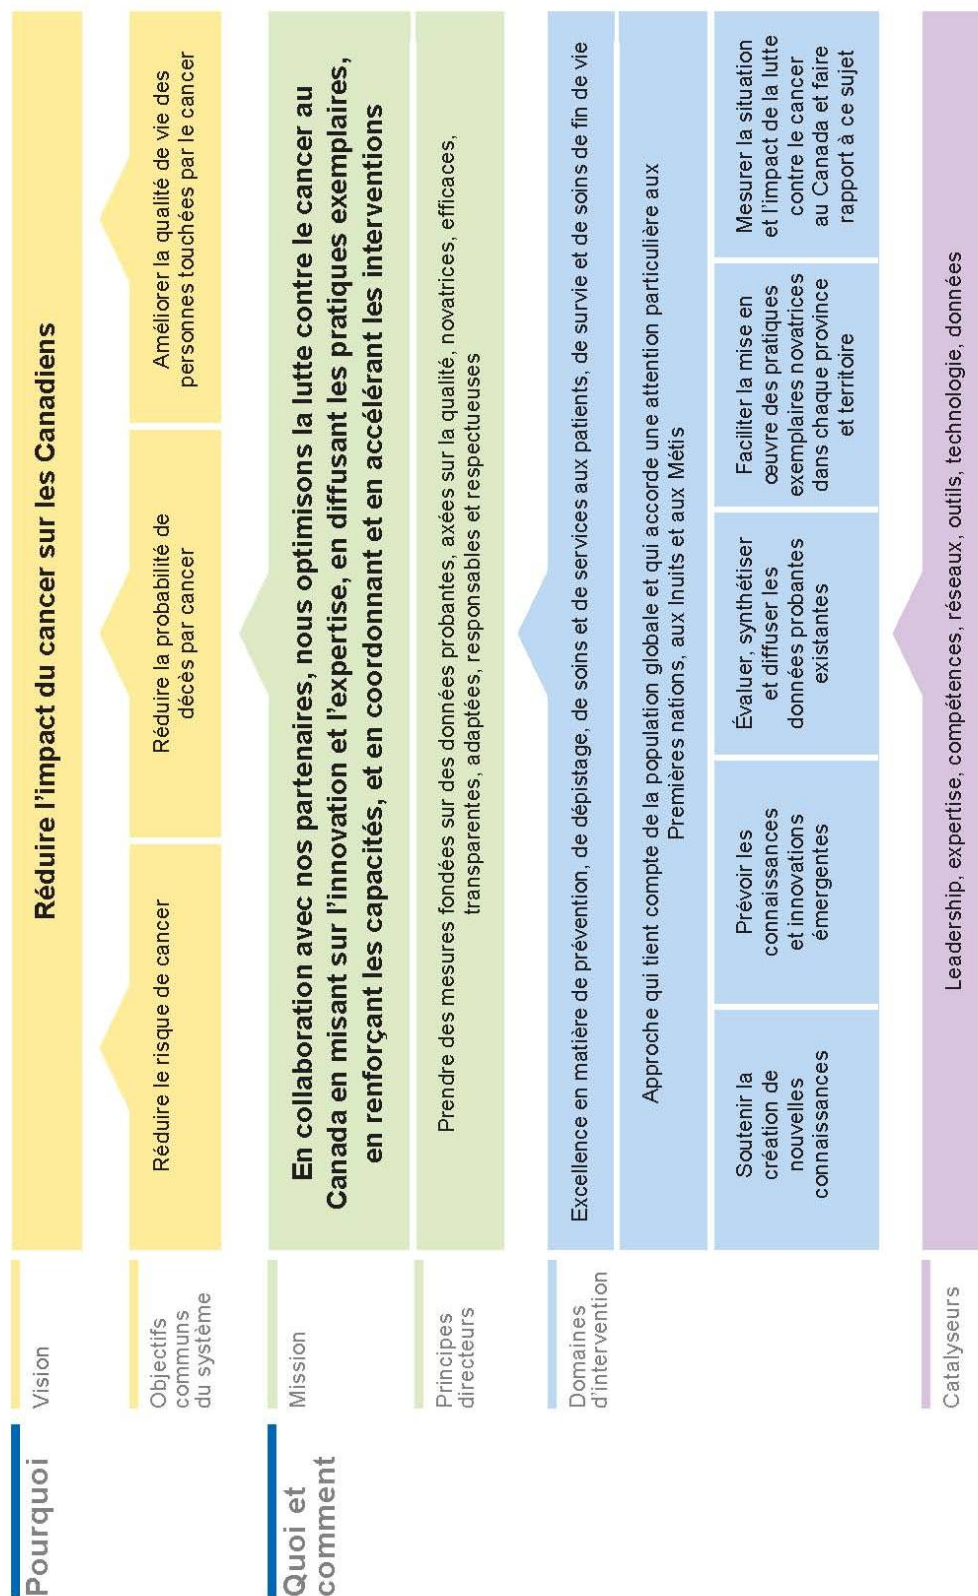 Pourquoi
Vision
Réduire l'impact du cancer sur les Canadiens
Objectifs
communs
du système
Réduire le risque de cancer
Réduire la probabilité de
décès par cancer
Améliorer la qualité de vie des
personnes touchées par le cancer
Quoi et
comment
Mission
En collaboration avec nos partenaires, nous optimisons la lutte contre le cancer au
Canada en misant sur l'innovation et l'expertise, en diffusant les pratiques exemplaires,
en renforçant les capacités, et en coordonnant et en accélérant les interventions
Principes
directeurs
Prendre des mesures fondées sur des données probantes, axées sur la qualité, novatrices, efficaces,
transparentes, adaptées, responsables et respectueuses
Domaines
d'intervention
Excellence en matière de prévention, de dépistage, de soins et de services aux patients, de survie et de soins de fin de vie
Approche qui tient compte de la population globale et qui accorde une attention particulière aux
Premières nations, aux Inuits et aux Métis
Soutenir la
création de
nouvelles
connaissances
Prévoir les
connaissances
et innovations
émergentes
Évaluer, synthétiser
et diffuser les
données probantes
existantes
Faciliter la mise en
œuvre des pratiques
exemplaires novatrices
dans chaque province
et territoire
Mesurer la situation
et l'impact de la lutte
contre le cancer
au Canada et faire
rapport à ce sujet
Catalyseurs
Leadership, expertise, compétences, réseaux, outils, technologie, données